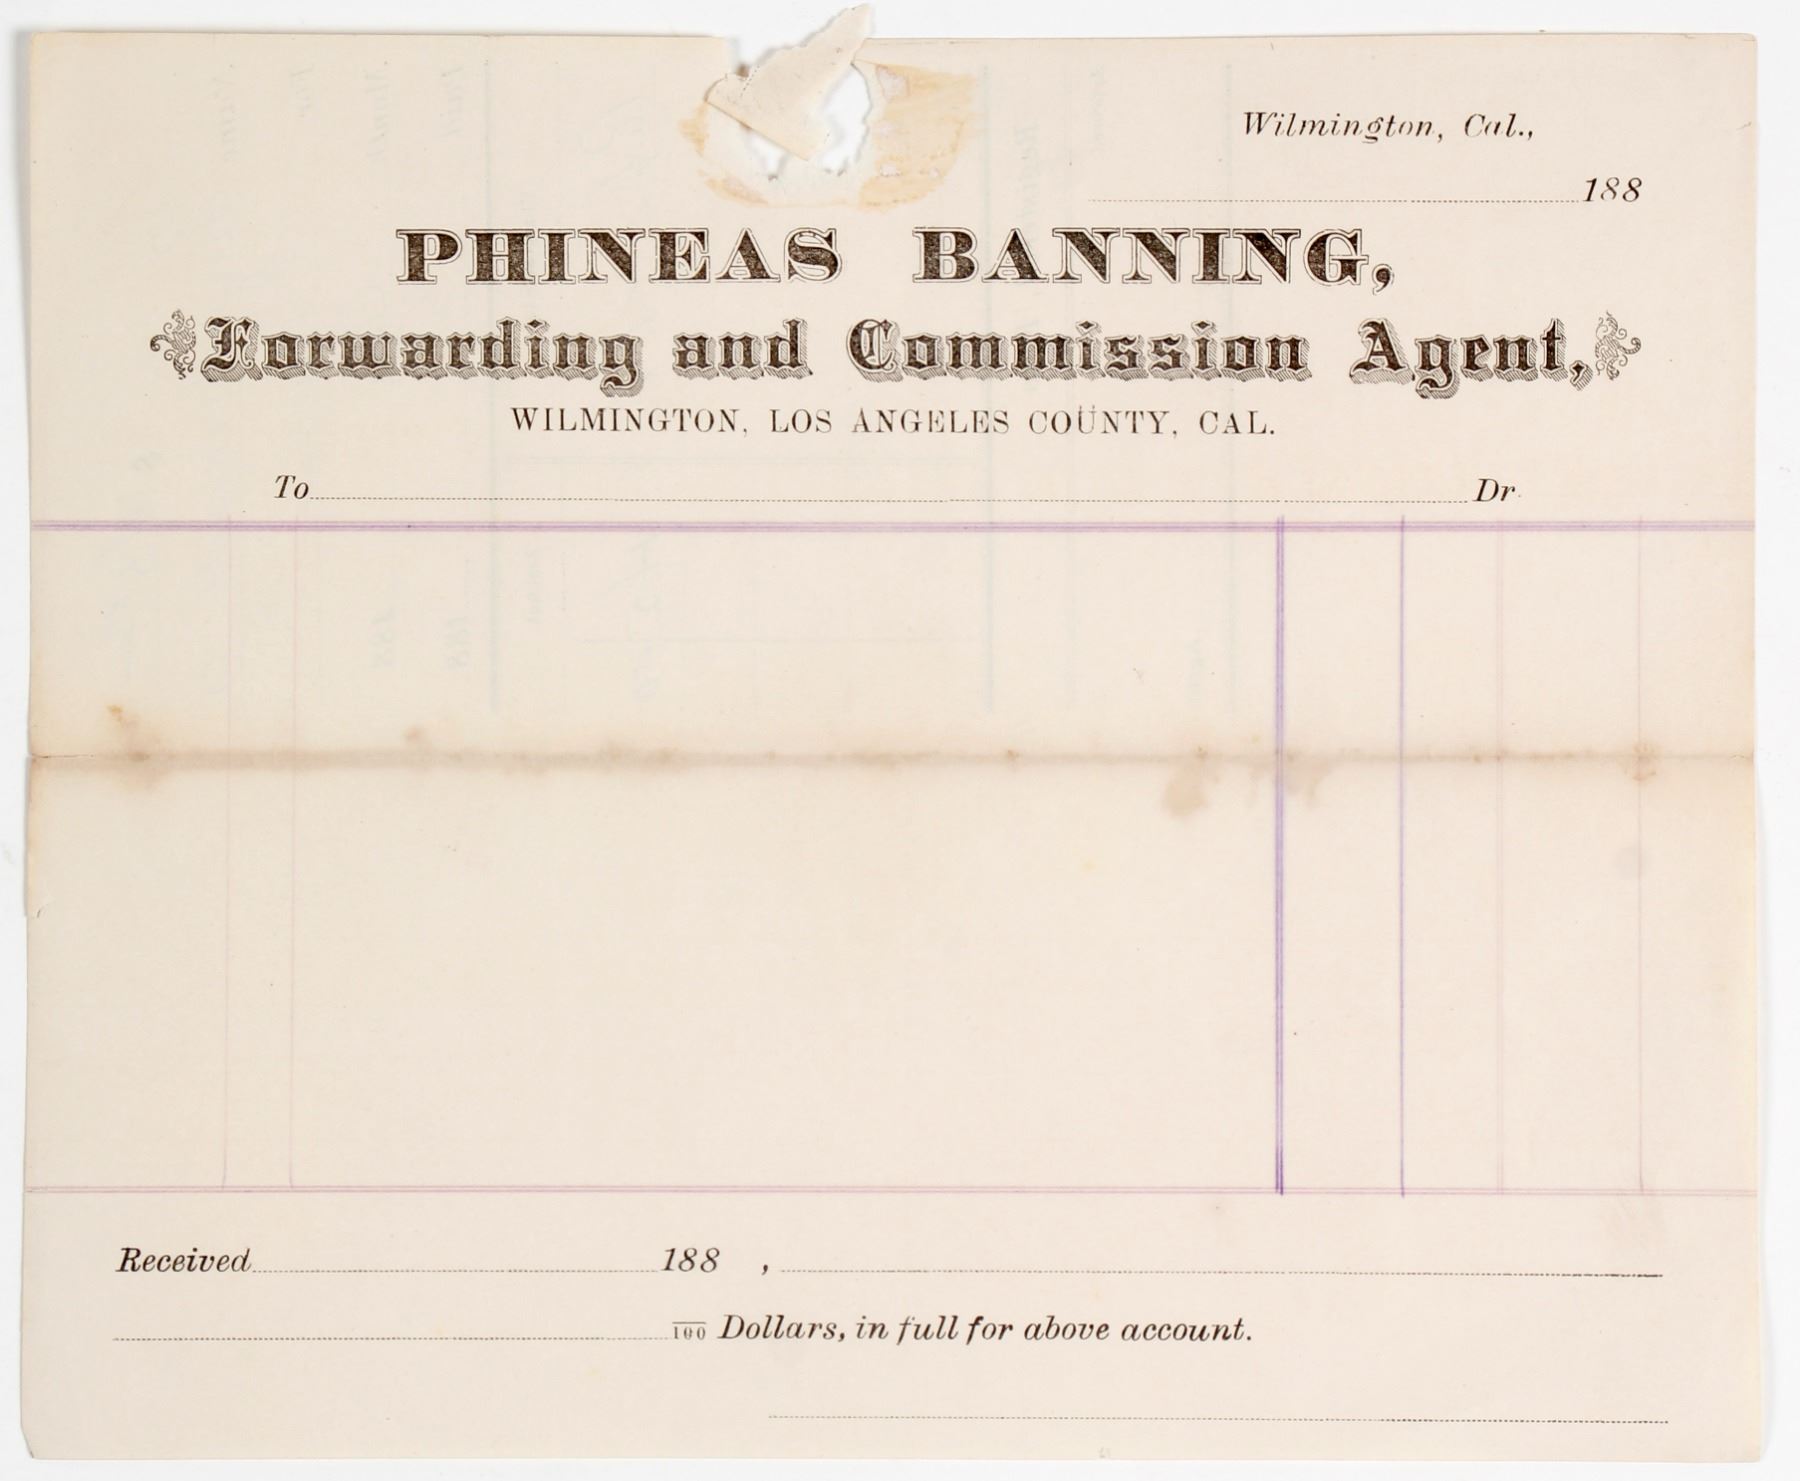 Wilmington, Cal.,
188
PHINEAS BANNING,
Forwarding and Commission Agent,
WILMINGTON, LOS ANGELES COUNTY, CAL.
To Dr.
Received 188 ,
/100 Dollars, in full for above account.